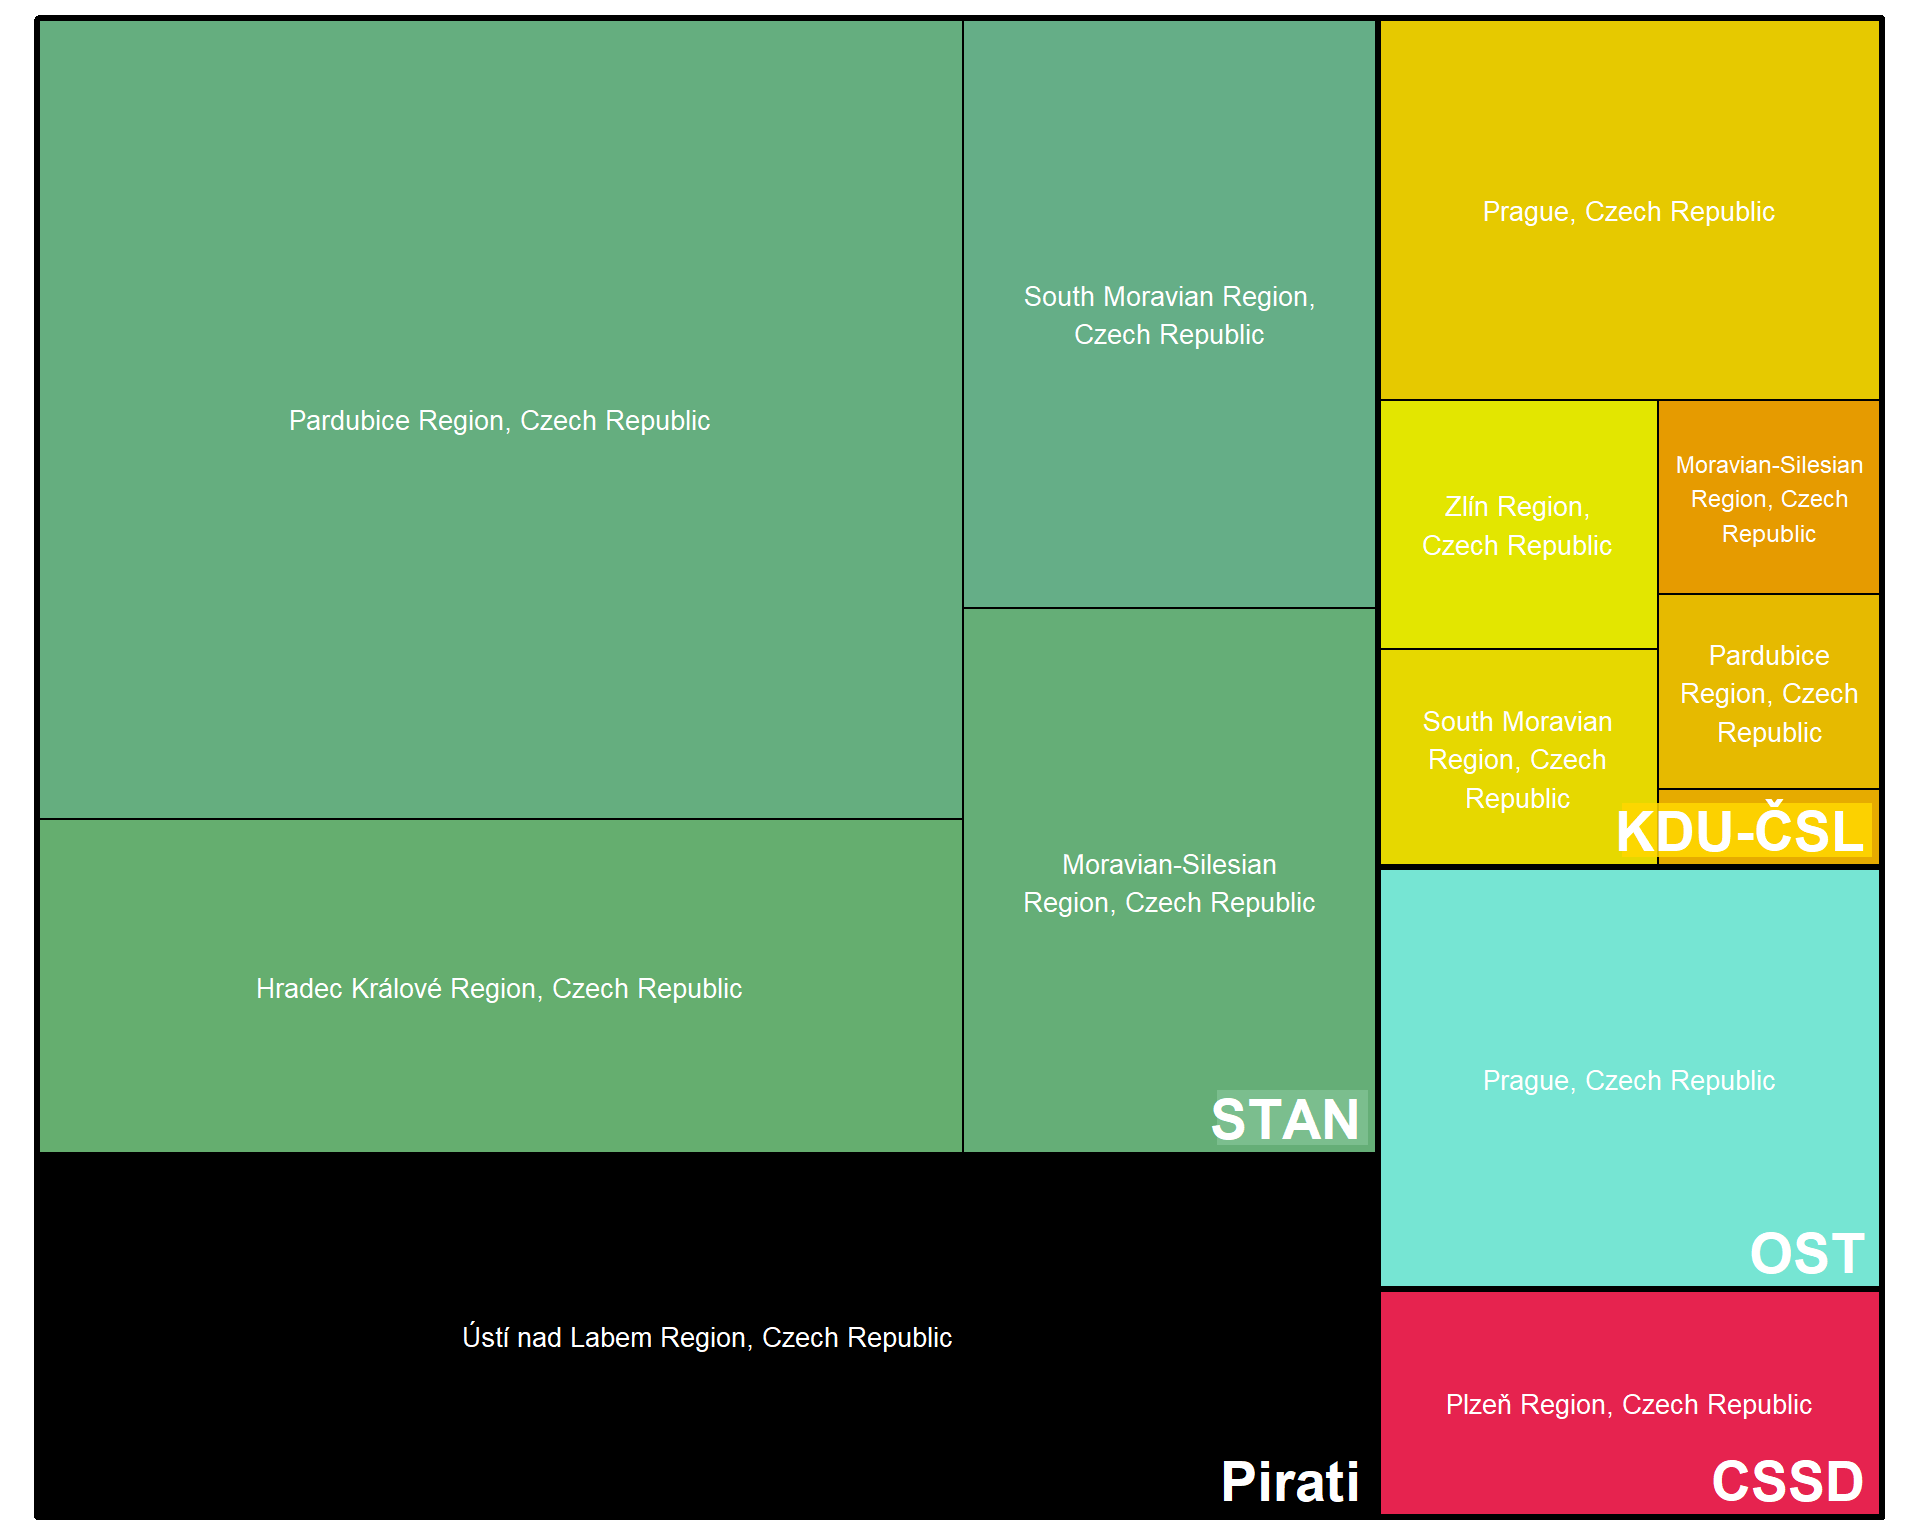 Pardubice Region, Czech Republic
Hradec Králové Region, Czech Republic
South Moravian Region,
Czech Republic
Moravian-Silesian
Region, Czech Republic
STAN
Ústí nad Labem Region, Czech Republic
Pirati
Prague, Czech Republic
Zlín Region,
Czech Republic
South Moravian
Region, Czech
Republic
Moravian-Silesian
Region, Czech
Republic
Pardubice
Region, Czech
Republic
KDU-ČSL
Prague, Czech Republic
OST
Plzeň Region, Czech Republic
CSSD